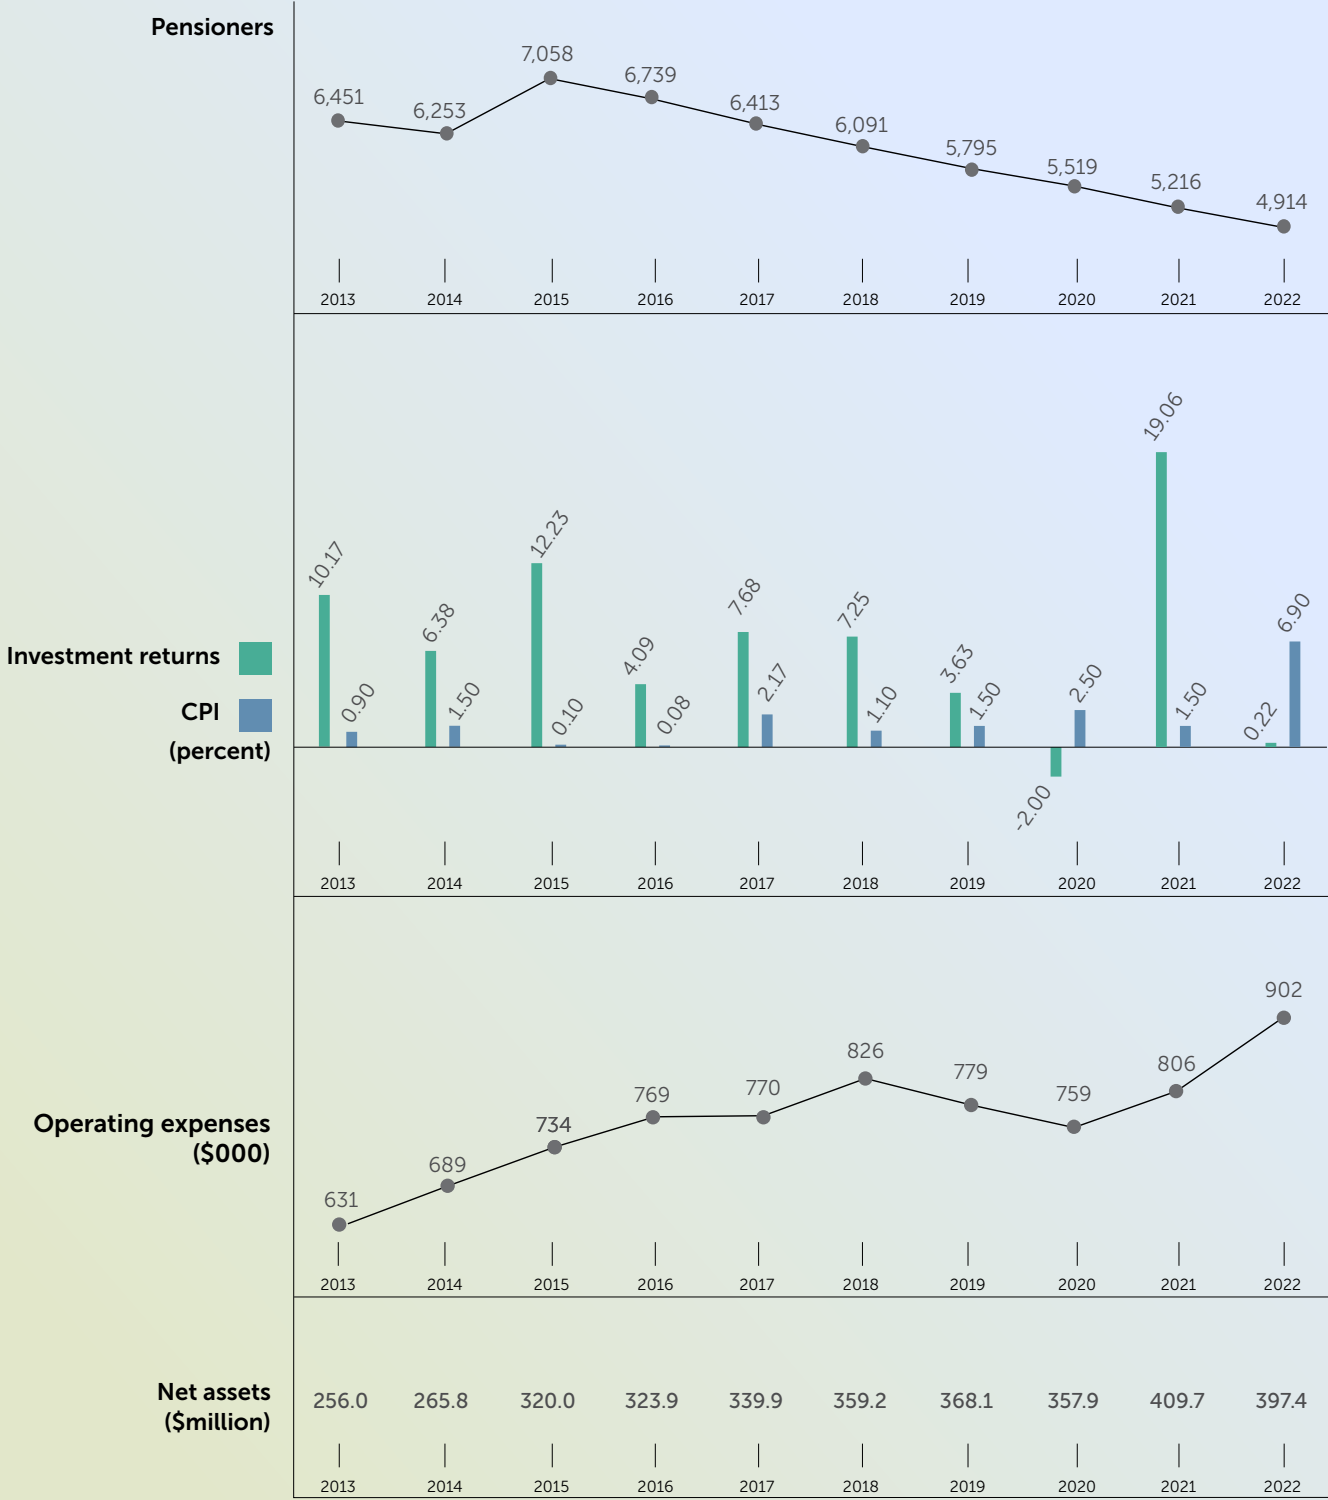 Pensioners
7,058
6,739
6,451
6,413
6,253
6,091
5,795
5,519
5,216
4,914
2013 2014 2015 2016 2017 2018 2019 2020 2021 2022
Investment returns
CPI
(percent)
10.17 0.90 6.38 1.50 12.23 0.10 4.09 0.08 7.68 2.17 7.25 1.10 3.63 1.50 -2.00 2.50 19.06 1.50 0.22 6.90
2013 2014 2015 2016 2017 2018 2019 2020 2021 2022
Operating expenses
($000)
631 689 734 769 770 826 779 759 806 902
2013 2014 2015 2016 2017 2018 2019 2020 2021 2022
Net assets
($million)
256.0 265.8 320.0 323.9 339.9 359.2 368.1 357.9 409.7 397.4
2013 2014 2015 2016 2017 2018 2019 2020 2021 2022